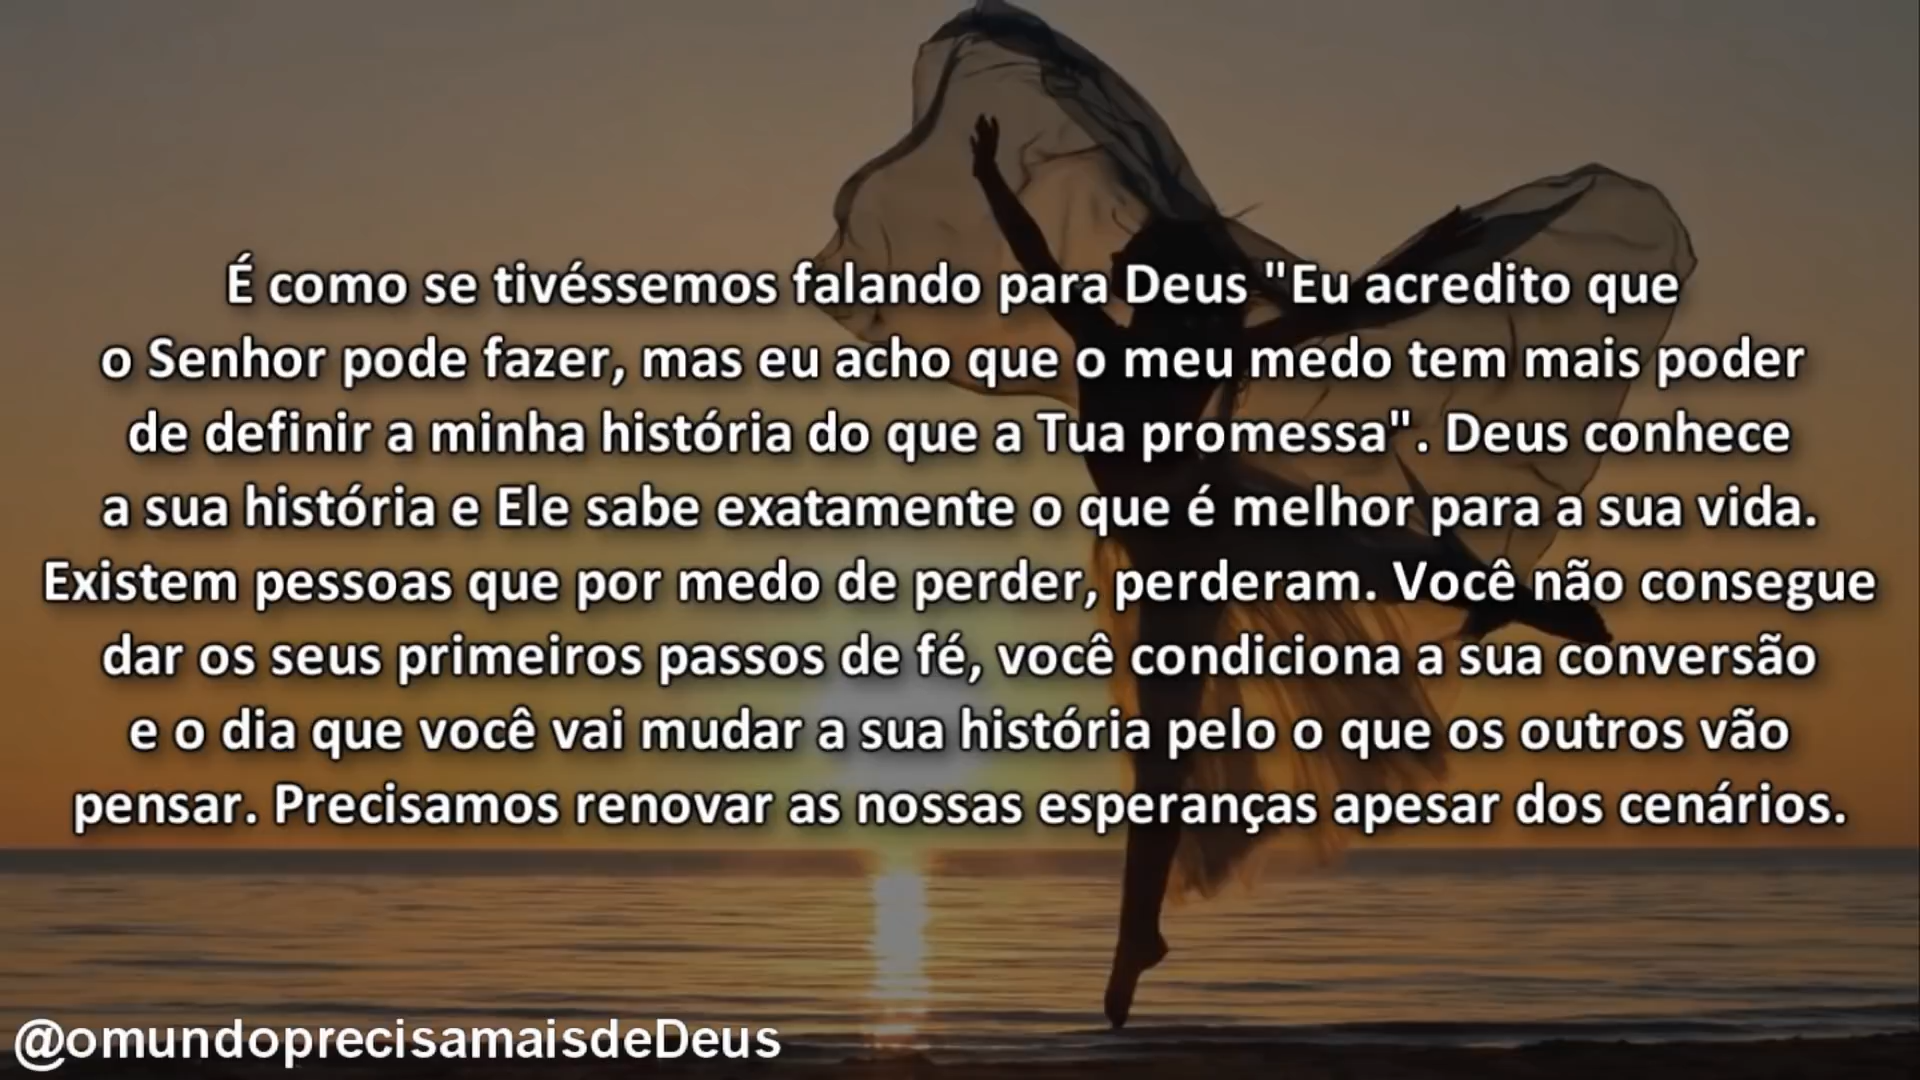 É como se tivéssemos falando para Deus "Eu acredito que
o Senhor pode fazer, mas eu acho que o meu medo tem mais poder
de definir a minha história do que a Tua promessa". Deus conhece
a sua história e Ele sabe exatamente o que é melhor para a sua vida.
Existem pessoas que por medo de perder, perderam. Você não consegue
dar os seus primeiros passos de fé, você condiciona a sua conversão
e o dia que você vai mudar a sua história pelo o que os outros vão
pensar. Precisamos renovar as nossas esperanças apesar dos cenários.
@omundoprecisamaisdeDeus